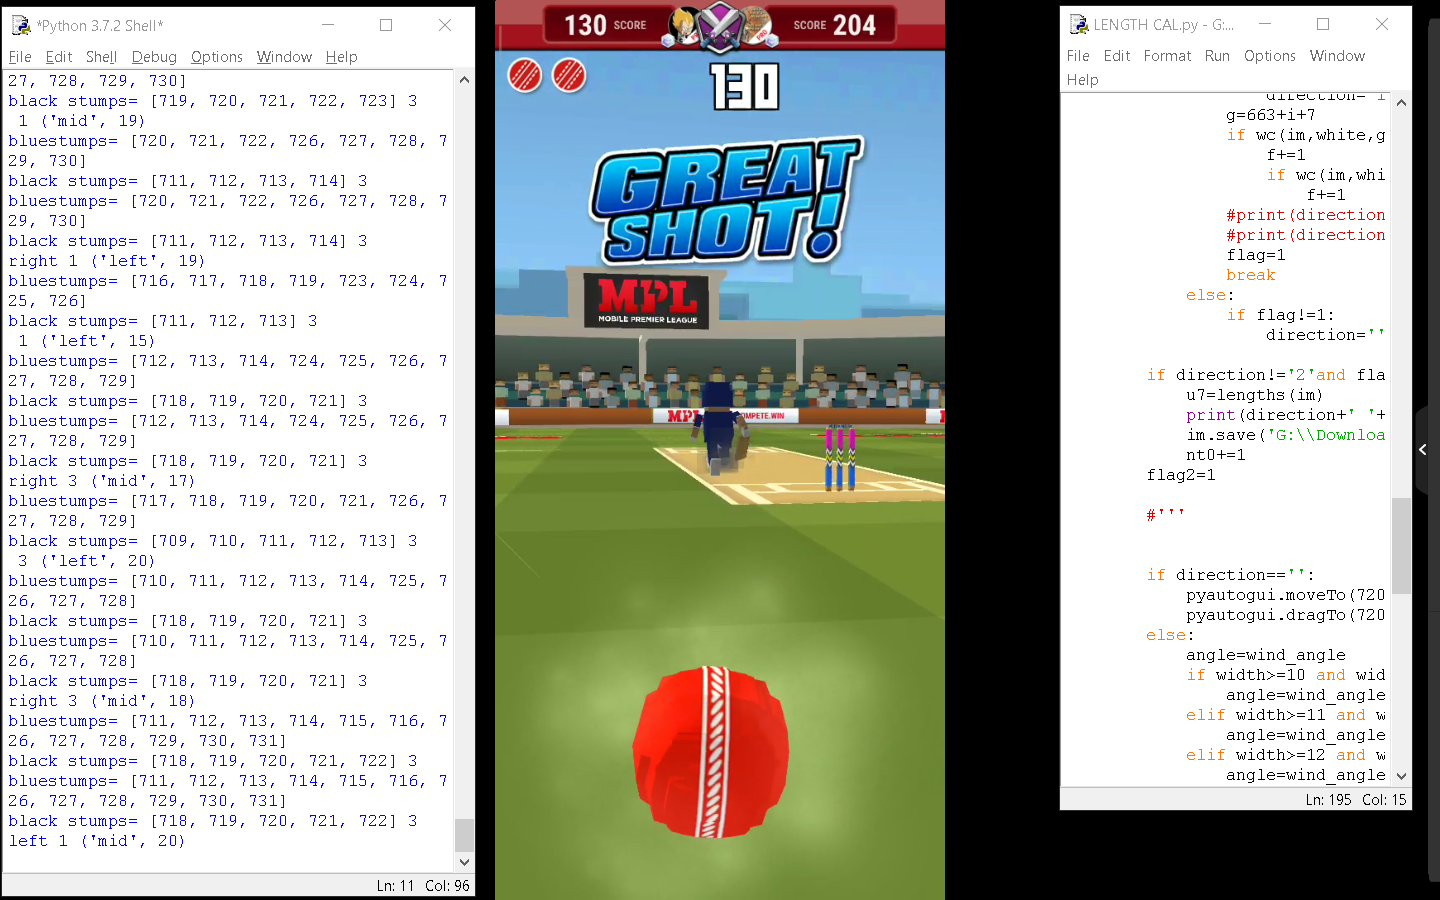 *Python 3.7.2 Shell*
File Edit Shell Debug Options Window Help
27, 728, 729, 730]
black stumps= [719, 720, 721, 722, 723] 3
1 ('mid', 19)
bluestumps= [720, 721, 722, 726, 727, 728, 7
29, 730]
black stumps= [711, 712, 713, 714] 3
bluestumps= [720, 721, 722, 726, 727, 728, 7
29, 730]
black stumps= [711, 712, 713, 714] 3
right 1 ('left', 19)
bluestumps= [716, 717, 718, 719, 723, 724, 7
25, 726]
black stumps= [711, 712, 713] 3
1 ('left', 15)
bluestumps= [712, 713, 714, 724, 725, 726, 7
27, 728, 729]
black stumps= [718, 719, 720, 721] 3
bluestumps= [712, 713, 714, 724, 725, 726, 7
27, 728, 729]
black stumps= [718, 719, 720, 721] 3
right 3 ('mid', 17)
bluestumps= [717, 718, 719, 720, 721, 726, 7
27, 728, 729]
black stumps= [709, 710, 711, 712, 713] 3
3 ('left', 20)
bluestumps= [710, 711, 712, 713, 714, 725, 7
26, 727, 728]
black stumps= [718, 719, 720, 721] 3
bluestumps= [710, 711, 712, 713, 714, 725, 7
26, 727, 728]
black stumps= [718, 719, 720, 721] 3
right 3 ('mid', 18)
bluestumps= [711, 712, 713, 714, 715, 716, 7
26, 727, 728, 729, 730, 731]
black stumps= [718, 719, 720, 721, 722] 3
bluestumps= [711, 712, 713, 714, 715, 716, 7
26, 727, 728, 729, 730, 731]
black stumps= [718, 719, 720, 721, 722] 3
left 1 ('mid', 20)
Ln: 11 Col: 96
130 SCORE
SCORE 204
130
GREAT
SHOT!
MPL
MOBILE PREMIER LEAGUE
MPL COMPETE.WIN
LENGTH CAL.py - G:...
File Edit Format Run Options Window
Help
direction='
g=663+i+7
if wc(im,white,g
f+=1
if wc(im,whi
f+=1
#print(direction
#print(direction
flag=1
break
else:
if flag!=1:
direction=''
if direction!='2'and fla
u7=lengths(im)
print(direction+' '+
im.save('G:\\Downloa
nt0+=1
flag2=1
#'''
if direction=='':
pyautogui.moveTo(720
pyautogui.dragTo(720
else:
angle=wind_angle
if width>=10 and wid
angle=wind_angle
elif width>=11 and w
angle=wind_angle
elif width>=12 and w
angle=wind_angle
Ln: 195 Col: 15